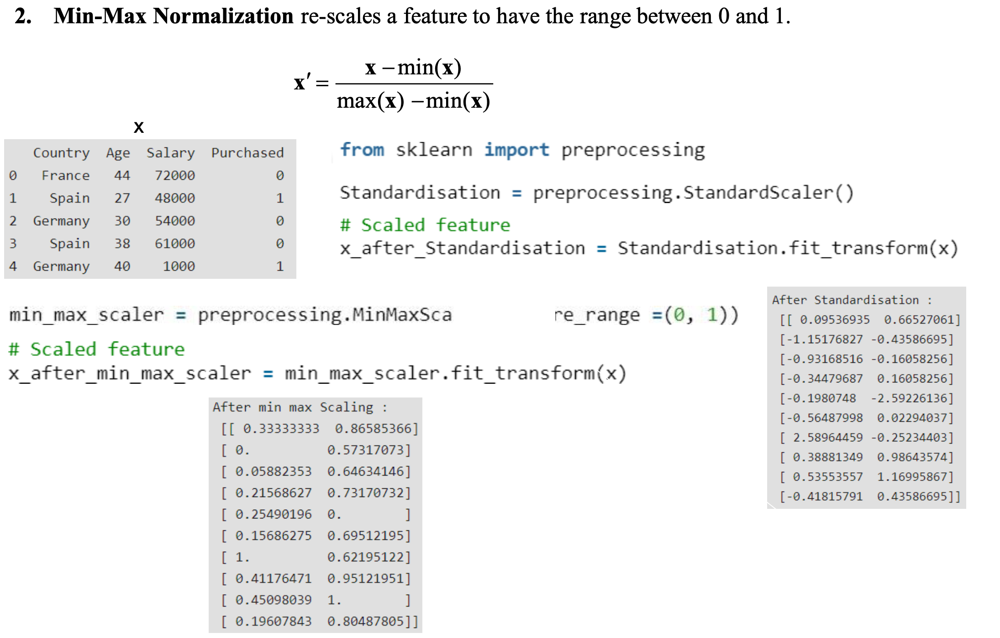 2. Min-Max Normalization re-scales a feature to have the range between 0 and 1.
x′ = x – min(x) / max(x) – min(x)
x
Country Age Salary Purchased
0 France 44 72000 0
1 Spain 27 48000 1
2 Germany 30 54000 0
3 Spain 38 61000 0
4 Germany 40 1000 1
from sklearn import preprocessing
Standardisation = preprocessing.StandardScaler()
# Scaled feature
x_after_Standardisation = Standardisation.fit_transform(x)
min_max_scaler = preprocessing.MinMaxSca re_range =(0, 1))
# Scaled feature
x_after_min_max_scaler = min_max_scaler.fit_transform(x)
After min max Scaling :
[[ 0.33333333 0.86585366]
[ 0. 0.57317073]
[ 0.05882353 0.64634146]
[ 0.21568627 0.73170732]
[ 0.25490196 0. ]
[ 0.15686275 0.69512195]
[ 1. 0.62195122]
[ 0.41176471 0.95121951]
[ 0.45098039 1. ]
[ 0.19607843 0.80487805]]
After Standardisation :
[[ 0.09536935 0.66527061]
[-1.15176827 -0.43586695]
[-0.93168516 -0.16058256]
[-0.34479687 0.16058256]
[-0.1980748 -2.59226136]
[-0.56487998 0.02294037]
[ 2.58964459 -0.25234403]
[ 0.38881349 0.98643574]
[ 0.53553557 1.16995867]
[-0.41815791 0.43586695]]